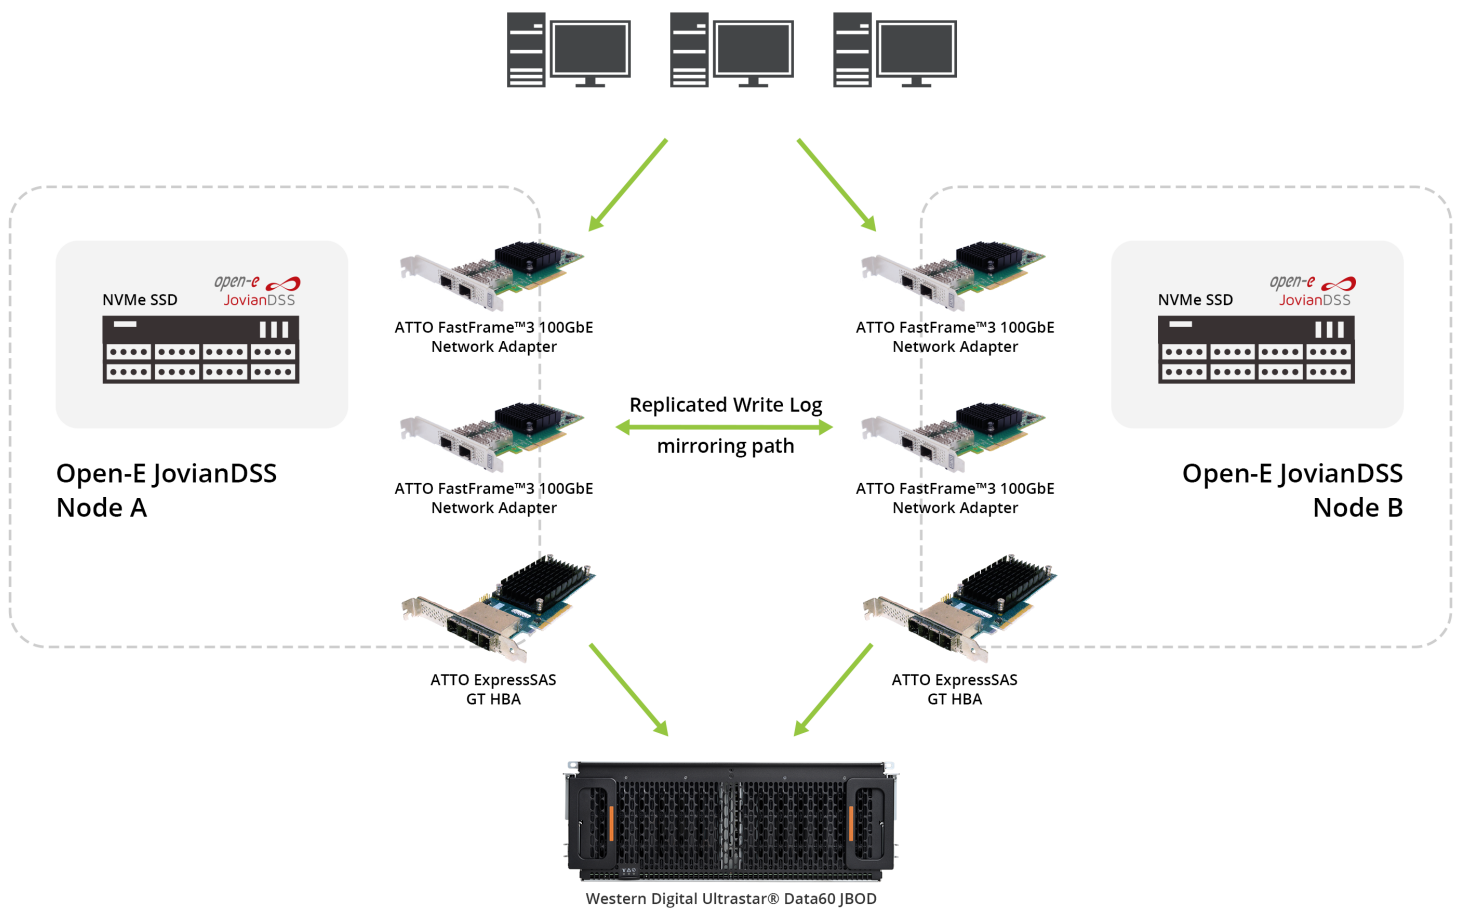 open-e
JovianDSS
NVMe SSD
open-e
JovianDSS
NVMe SSD
ATTO FastFrame™3 100GbE
Network Adapter
ATTO FastFrame™3 100GbE
Network Adapter
Replicated Write Log
mirroring path
Open-E JovianDSS
Node A
Open-E JovianDSS
Node B
ATTO FastFrame™3 100GbE
Network Adapter
ATTO FastFrame™3 100GbE
Network Adapter
ATTO ExpressSAS
GT HBA
ATTO ExpressSAS
GT HBA
Western Digital Ultrastar® Data60 JBOD